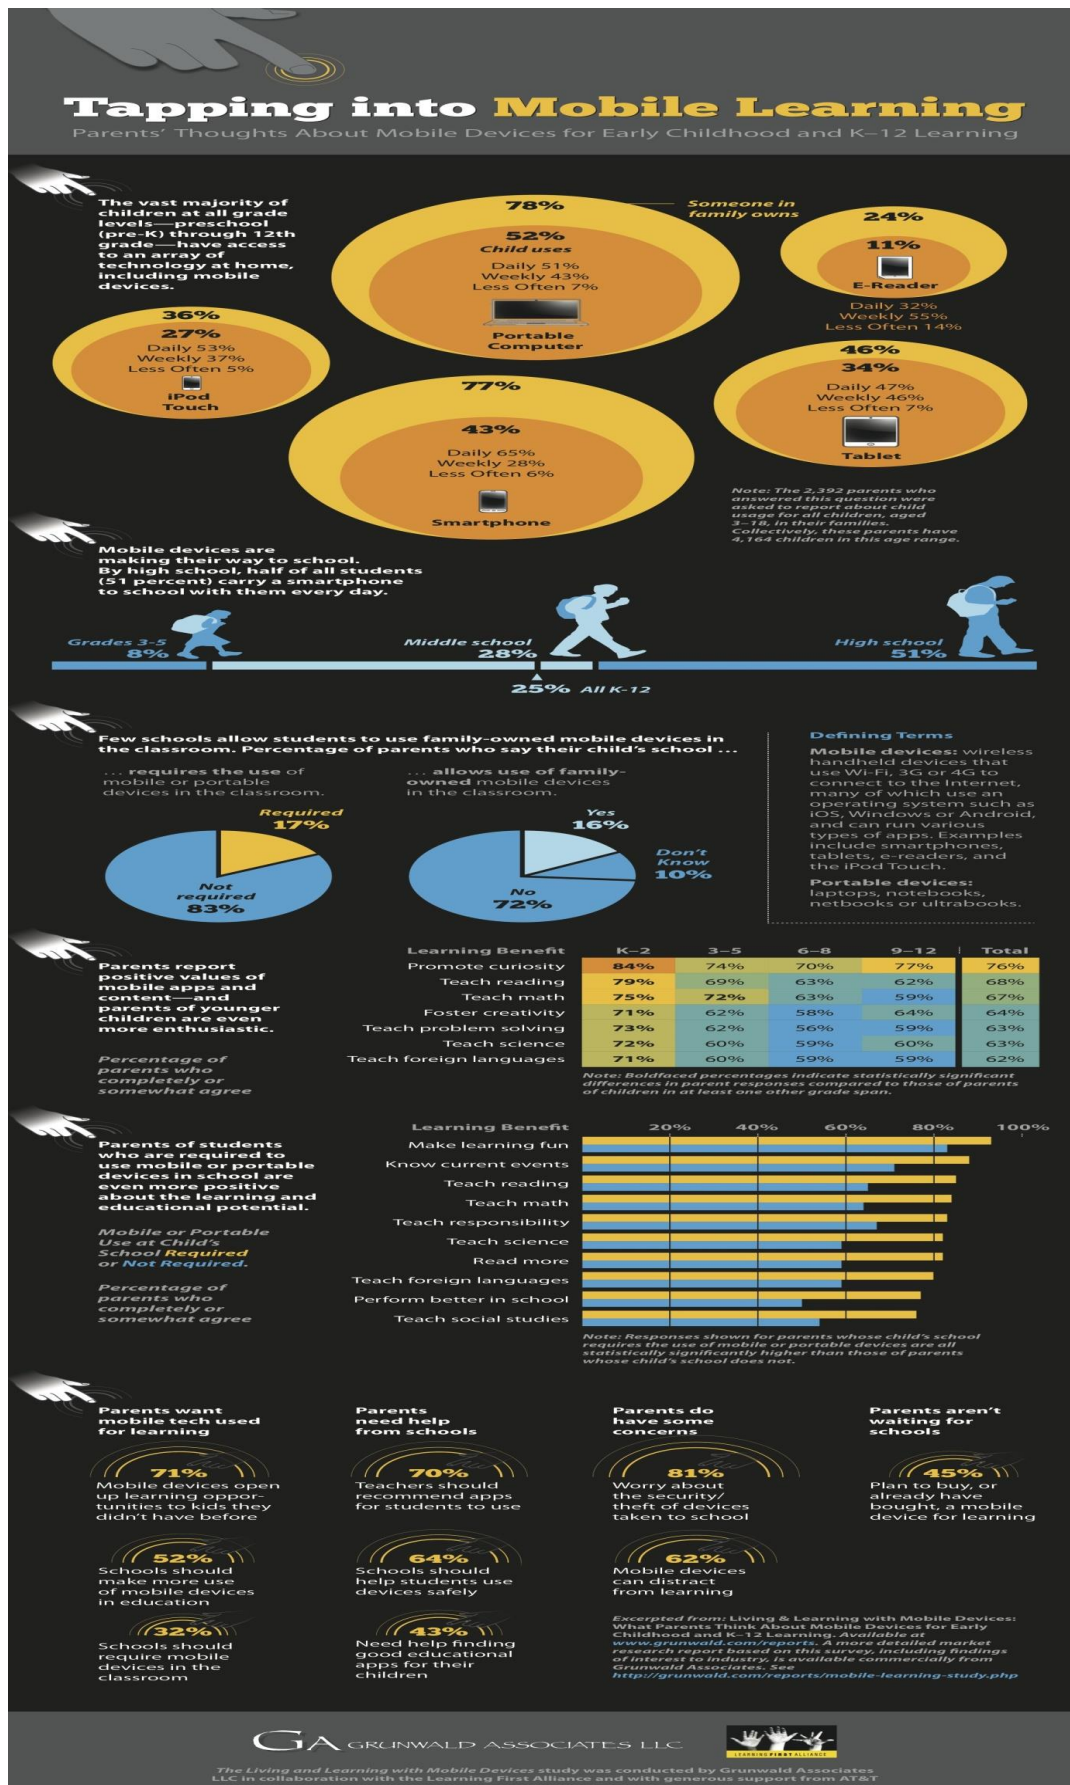 Tapping into Mobile Learning
Parents' Thoughts About Mobile Devices for Early Childhood and K–12 Learning
The vast majority of
children at all grade
levels—preschool
(pre-K) through 12th
grade—have access
to an array of
technology at home,
including mobile
devices.
78%
Someone in
family owns
52%
Child uses
Daily 51%
Weekly 43%
Less Often 7%
Portable
Computer
24%
11%
E-Reader
Daily 32%
Weekly 55%
Less Often 14%
36%
27%
Daily 53%
Weekly 37%
Less Often 5%
iPod
Touch
77%
43%
Daily 65%
Weekly 28%
Less Often 6%
Smartphone
46%
34%
Daily 47%
Weekly 46%
Less Often 7%
Tablet
Note: The 2,392 parents who
answered this question were
asked to report about child
usage for all children, aged
3–18, in their families.
Collectively, these parents have
4,164 children in this age range.
Mobile devices are
making their way to school.
By high school, half of all students
(51 percent) carry a smartphone
to school with them every day.
Grades 3-5
8%
Middle school
28%
High school
51%
25% All K-12
Few schools allow students to use family-owned mobile devices in
the classroom. Percentage of parents who say their child's school ...
... requires the use of
mobile or portable
devices in the classroom.
Required
17%
Not
required
83%
... allows use of family-
owned mobile devices
in the classroom.
Yes
16%
Don't
Know
10%
No
72%
Defining Terms
Mobile devices: wireless
handheld devices that
use Wi-Fi, 3G or 4G to
connect to the Internet,
many of which use an
operating system such as
iOS, Windows or Android,
and can run various
types of apps. Examples
include smartphones,
tablets, e-readers, and
the iPod Touch.
Portable devices:
laptops, notebooks,
netbooks or ultrabooks.
Parents report
positive values of
mobile apps and
content—and
parents of younger
children are even
more enthusiastic.
Percentage of
parents who
completely or
somewhat agree
Learning Benefit K–2 3–5 6–8 9–12 Total
Promote curiosity 84% 74% 70% 77% 76%
Teach reading 79% 69% 63% 62% 68%
Teach math 75% 72% 63% 59% 67%
Foster creativity 71% 62% 58% 64% 64%
Teach problem solving 73% 62% 56% 59% 63%
Teach science 72% 60% 59% 60% 63%
Teach foreign languages 71% 60% 59% 59% 62%
Note: Boldfaced percentages indicate statistically significant
differences in parent responses compared to those of parents
of children in at least one other grade span.
Parents of students
who are required to
use mobile or portable
devices in school are
even more positive
about the learning and
educational potential.
Mobile or Portable
Use at Child's
School Required
or Not Required.
Percentage of
parents who
completely or
somewhat agree
Learning Benefit 20% 40% 60% 80% 100%
Make learning fun
Know current events
Teach reading
Teach math
Teach responsibility
Teach science
Read more
Teach foreign languages
Perform better in school
Teach social studies
Note: Responses shown for parents whose child's school
requires the use of mobile or portable devices are all
statistically significantly higher than those of parents
whose child's school does not.
Parents want
mobile tech used
for learning
71%
Mobile devices open
up learning oppor-
tunities to kids they
didn't have before
52%
Schools should
make more use
of mobile devices
in education
32%
Schools should
require mobile
devices in the
classroom
Parents
need help
from schools
70%
Teachers should
recommend apps
for students to use
64%
Schools should
help students use
devices safely
43%
Need help finding
good educational
apps for their
children
Parents do
have some
concerns
81%
Worry about
the security/
theft of devices
taken to school
62%
Mobile devices
can distract
from learning
Parents aren't
waiting for
schools
45%
Plan to buy, or
already have
bought, a mobile
device for learning
Excerpted from: Living & Learning with Mobile Devices:
What Parents Think About Mobile Devices for Early
Childhood and K–12 Learning. Available at
www.grunwald.com/reports. A more detailed market
research report based on this survey, including findings
of interest to industry, is available commercially from
Grunwald Associates. See
http://grunwald.com/reports/mobile-learning-study.php
GA GRUNWALD ASSOCIATES LLC
LEARNING FIRST ALLIANCE
The Living and Learning with Mobile Devices study was conducted by Grunwald Associates
LLC in collaboration with the Learning First Alliance and with generous support from AT&T